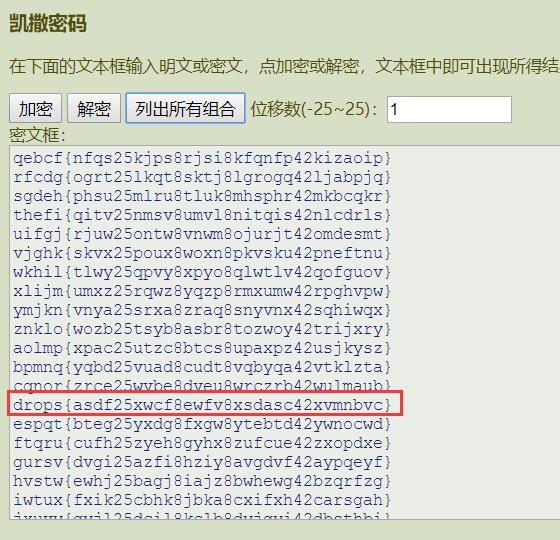 凯撒密码
在下面的文本框输入明文或密文，点加密或解密，文本框中即可出现所得结
加密 解密 列出所有组合 位移数(-25~25)：1
密文框：
qebcf{nfqs25kjps8rjsi8kfqnfp42kizaoip}
rfcdg{ogrt25lkqt8sktj8lgrogq42ljabpjq}
sgdeh{phsu25mlru8tluk8mhsphr42mkbcqkr}
thefi{qitv25nmsv8umvl8nitqis42nlcdrls}
uifgj{rjuw25ontw8vnwm8ojurjt42omdesmt}
vjghk{skvx25poux8woxn8pkvsku42pneftnu}
wkhil{tlwy25qpvy8xpyo8qlwtlv42qofguov}
xlijm{umxz25rqwz8yqzp8rmxumw42rpghvpw}
ymjkn{vnya25srxa8zraq8snyvnx42sqhiwqx}
znklo{wozb25tsyb8asbr8tozwoy42trijxry}
aolmp{xpac25utzc8btcs8upaxpz42usjkysz}
bpmnq{yqbd25vuad8cudt8vqbyqa42vtklzta}
cqnor{zrce25wvbe8dveu8wrczrb42wulmaub}
drops{asdf25xwcf8ewfv8xsdasc42xvmnbvc}
espqt{bteg25yxdg8fxgw8ytebtd42ywnocwd}
ftqru{cufh25zyeh8gyhx8zufcue42zxopdxe}
gursv{dvgi25azfi8hziy8avgdvf42aypqeyf}
hvstw{ewhj25bagj8iajz8bwhewg42bzqrfzg}
iwtux{fxik25cbhk8jbka8cxifxh42carsgah}